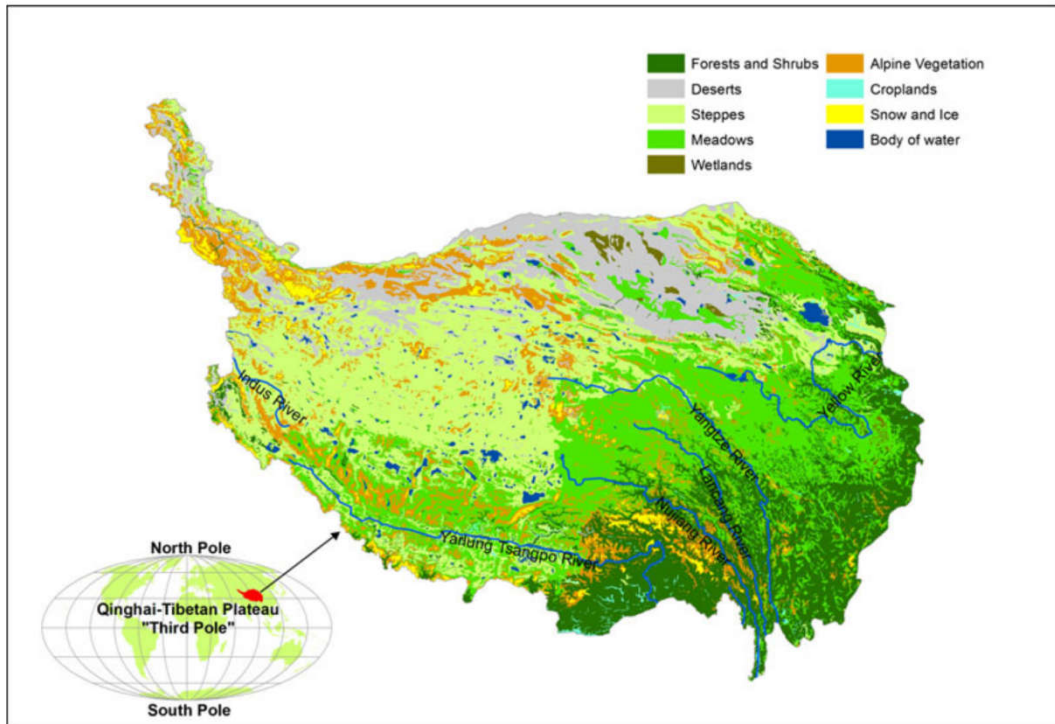 Forests and Shrubs
Deserts
Steppes
Meadows
Wetlands
Alpine Vegetation
Croplands
Snow and Ice
Body of water
Indus River
Yellow River
Yangtze River
Lancang River
Nujiang River
Yarlung Tsangpo River
North Pole
Qinghai-Tibetan Plateau
"Third Pole"
South Pole